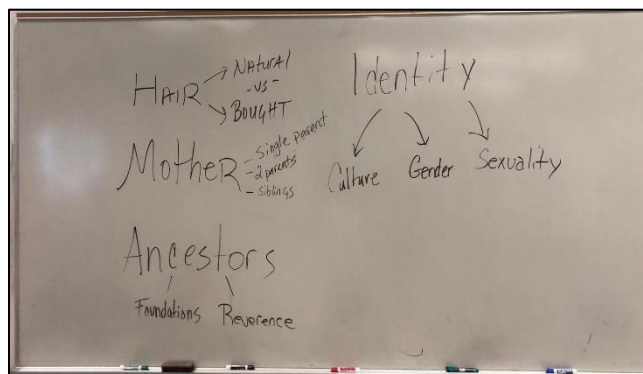 HAIR
NATURAL
-VS-
BOUGHT
MotheR
- Single parent
- 2 parents
- Siblings
Ancestors
Foundations
Reverence
Identity
Culture
Gender
Sexuality